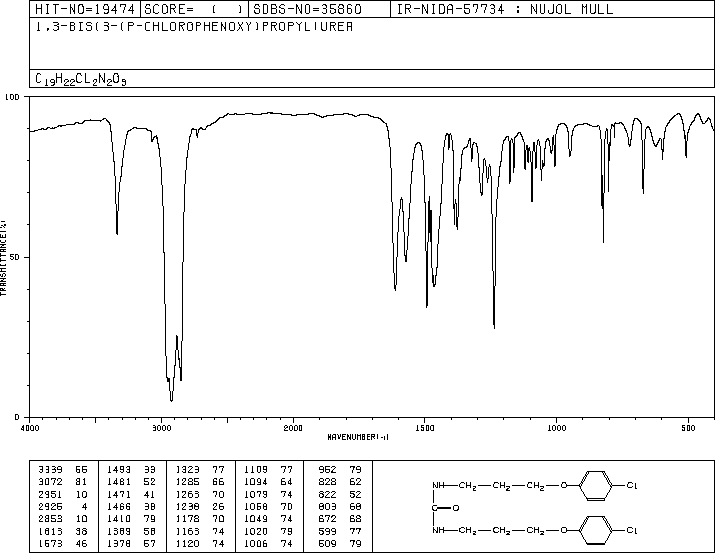 HIT-NO=19474 SCORE= ( ) SDBS-NO=35860 IR-NIDA-57734 : NUJOL MULL
1,3-BIS(3-(P-CHLOROPHENOXY)PROPYL)UREA
C19H22CL2N2O3
100
50
0
TRANSMITTANCE(%)
4000 3000 2000 1500 1000 500
WAVENUMBER(-1)
3339 55 1493 33 1323 77 1109 77 952 79
3072 81 1481 52 1285 66 1094 64 828 62
2951 10 1471 41 1263 70 1079 74 822 52
2925 4 1466 38 1238 26 1058 70 803 68
2853 10 1410 79 1178 70 1049 74 672 68
1613 38 1389 58 1163 74 1020 79 599 77
1573 46 1378 57 1120 74 1006 74 509 79
NH CH2 CH2 CH2 O Cl
C O
NH CH2 CH2 CH2 O Cl